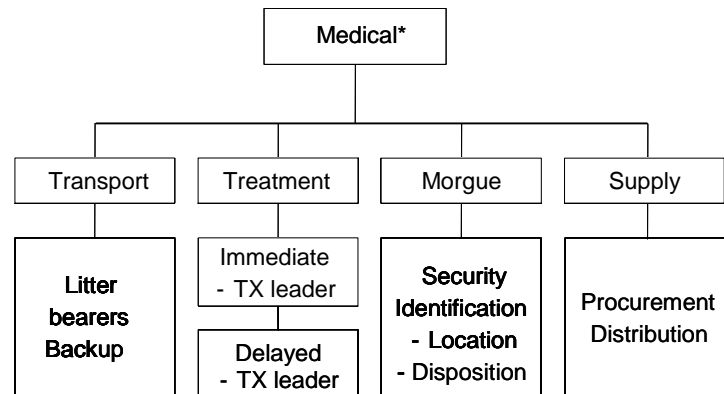 Medical*
Transport
Treatment
Morgue
Supply
Litter
bearers
Backup
Immediate
- TX leader
Delayed
- TX leader
Security
Identification
- Location
- Disposition
Procurement
Distribution